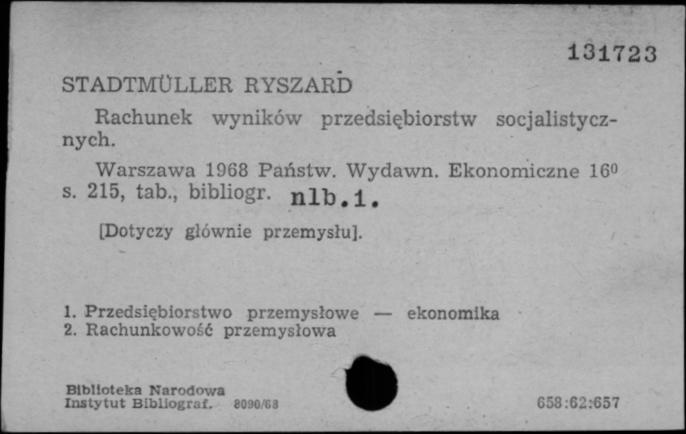 131723
STADTMÜLLER RYSZARD
Rachunek wyników przedsiębiorstw socjalistycz-
nych.
Warszawa 1968 Państw. Wydawn. Ekonomiczne 16⁰
s. 215, tab., bibliogr. nlb.1.
[Dotyczy głównie przemysłu].
1. Przedsiębiorstwo przemysłowe — ekonomika
2. Rachunkowość przemysłowa
Biblioteka Narodowa
Instytut Bibliograf. 8090/68
658:62:657